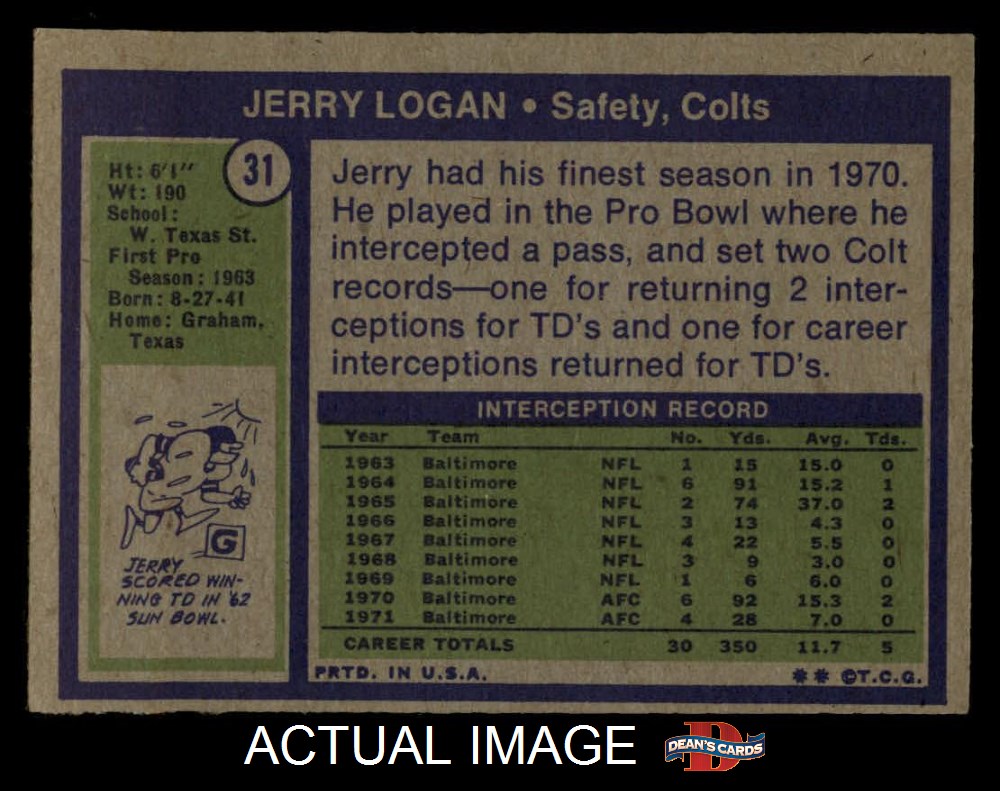 JERRY LOGAN • Safety, Colts
31
Ht: 6'1"
Wt: 190
School:
W. Texas St.
First Pro
Season: 1963
Born: 8-27-41
Home: Graham,
Texas
G
JERRY
SCORED WIN-
NING TD IN '62
SUN BOWL.
Jerry had his finest season in 1970.
He played in the Pro Bowl where he
intercepted a pass, and set two Colt
records—one for returning 2 inter-
ceptions for TD's and one for career
interceptions returned for TD's.
INTERCEPTION RECORD
Year Team No. Yds. Avg. Tds.
1963 Baltimore NFL 1 15 15.0 0
1964 Baltimore NFL 6 91 15.2 1
1965 Baltimore NFL 2 74 37.0 2
1966 Baltimore NFL 3 13 4.3 0
1967 Baltimore NFL 4 22 5.5 0
1968 Baltimore NFL 3 9 3.0 0
1969 Baltimore NFL 1 6 6.0 0
1970 Baltimore AFC 6 92 15.3 2
1971 Baltimore AFC 4 28 7.0 0
CAREER TOTALS 30 350 11.7 5
PRTD. IN U.S.A. ** ©T.C.G.
ACTUAL IMAGE
D
DEAN'S CARDS